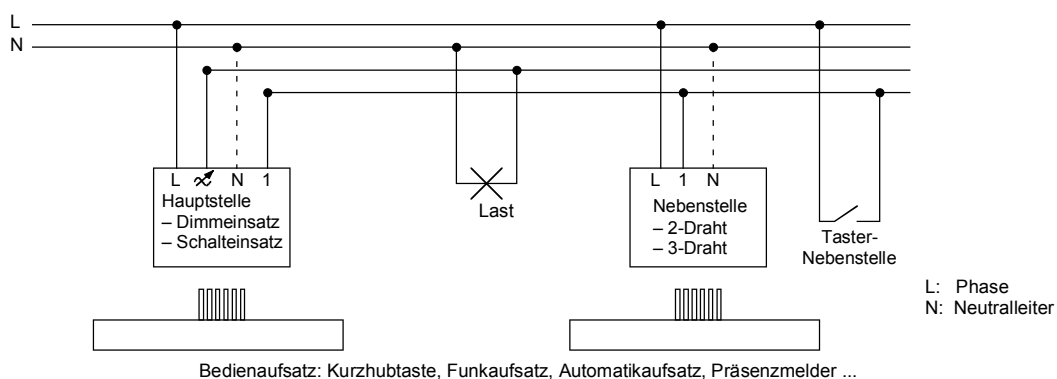 L
N
L N 1
Hauptstelle
– Dimmeinsatz
– Schalteinsatz
Last
L 1 N
Nebenstelle
– 2-Draht
– 3-Draht
Taster-
Nebenstelle
L: Phase
N: Neutralleiter
Bedienaufsatz: Kurzhubtaste, Funkaufsatz, Automatikaufsatz, Präsenzmelder ...